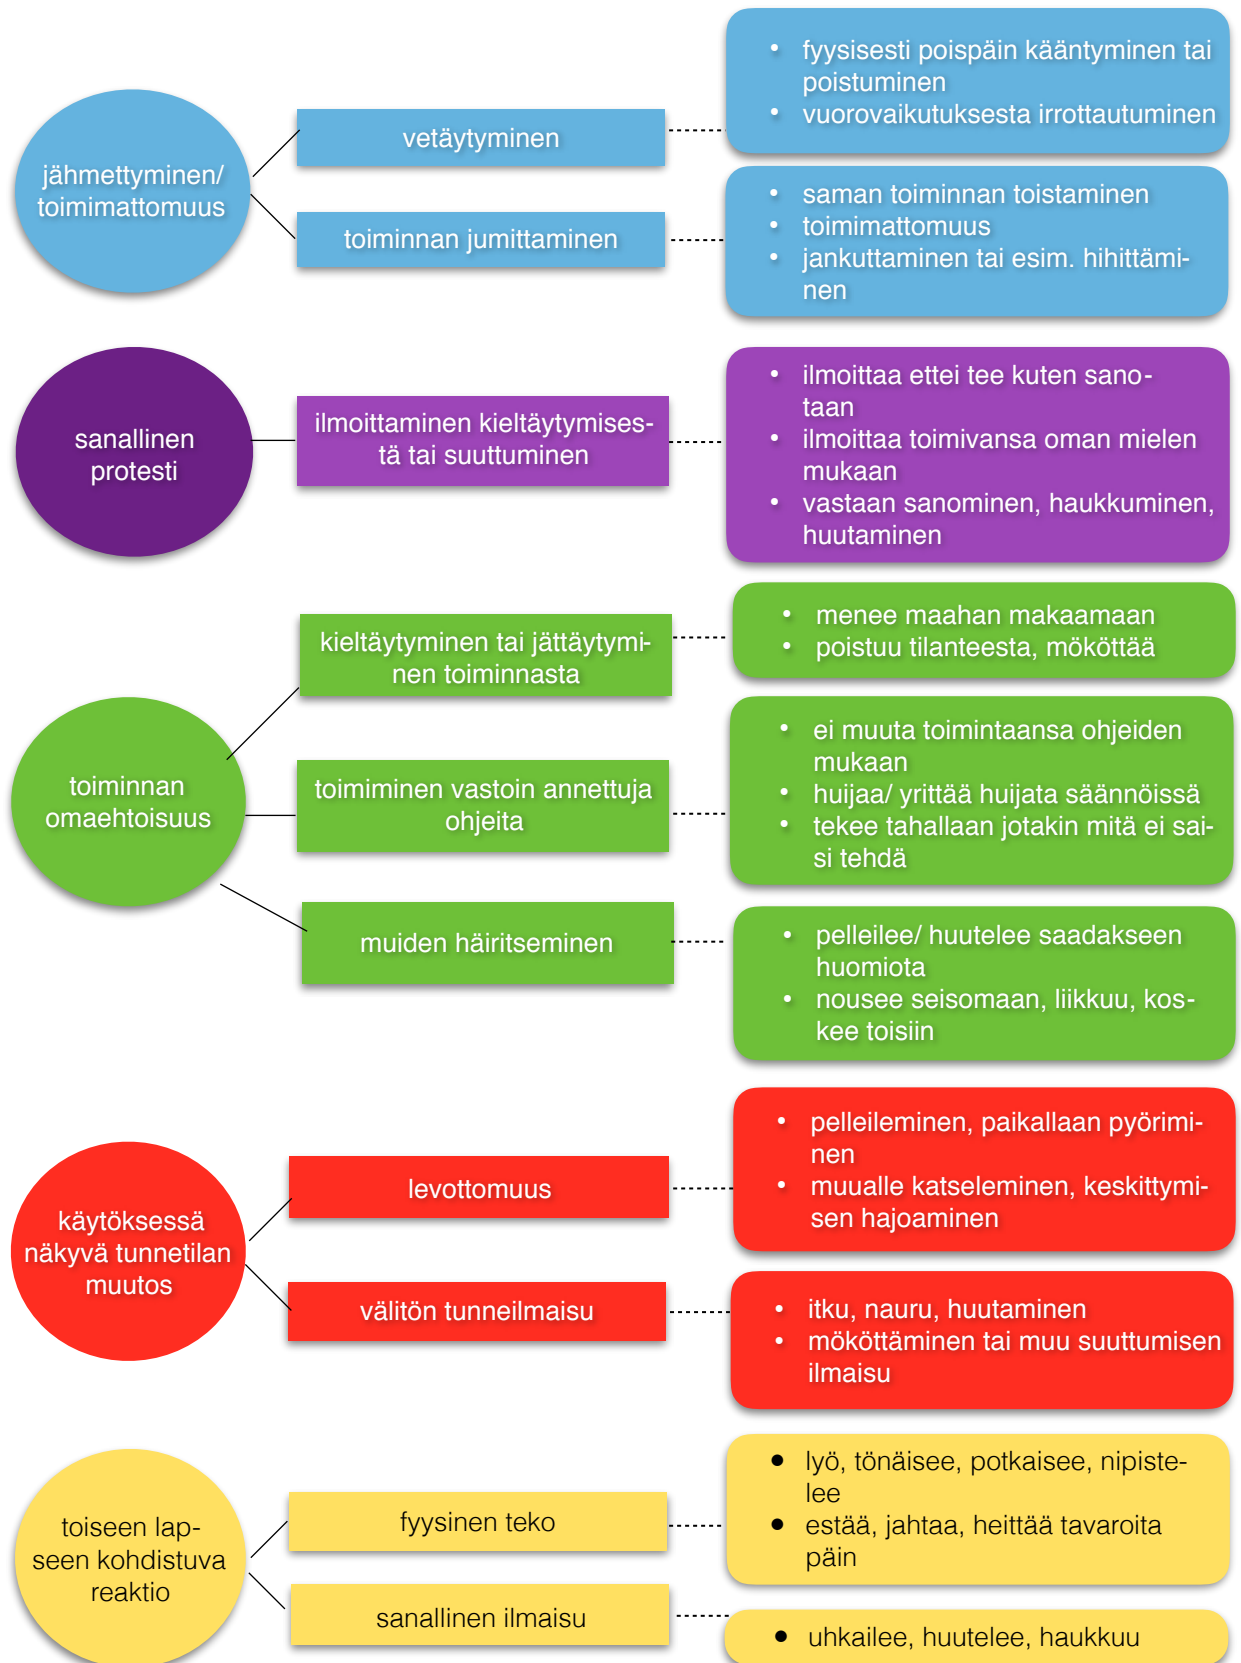 jähmettyminen/
toimimattomuus
vetäytyminen
• fyysisesti poispäin kääntyminen tai
poistuminen
• vuorovaikutuksesta irrottautuminen
toiminnan jumittaminen
• saman toiminnan toistaminen
• toimimattomuus
• jankuttaminen tai esim. hihittämi-
nen
sanallinen
protesti
ilmoittaminen kieltäytymises-
tä tai suuttuminen
• ilmoittaa ettei tee kuten sano-
taan
• ilmoittaa toimivansa oman mielen
mukaan
• vastaan sanominen, haukkuminen,
huutaminen
toiminnan
omaehtoisuus
kieltäytyminen tai jättäytymi-
nen toiminnasta
• menee maahan makaamaan
• poistuu tilanteesta, mököttää
toimiminen vastoin annettuja
ohjeita
• ei muuta toimintaansa ohjeiden
mukaan
• huijaa/ yrittää huijata säännöissä
• tekee tahallaan jotakin mitä ei sai-
si tehdä
muiden häiritseminen
• pelleilee/ huutelee saadakseen
huomiota
• nousee seisomaan, liikkuu, kos-
kee toisiin
käytöksessä
näkyvä tunnetilan
muutos
levottomuus
• pelleileminen, paikallaan pyörimi-
nen
• muualle katseleminen, keskittymi-
sen hajoaminen
välitön tunneilmaisu
• itku, nauru, huutaminen
• mököttäminen tai muu suuttumisen
ilmaisu
toiseen lap-
seen kohdistuva
reaktio
fyysinen teko
● lyö, tönäisee, potkaisee, nipiste-
lee
● estää, jahtaa, heittää tavaroita
päin
sanallinen ilmaisu
● uhkailee, huutelee, haukkuu